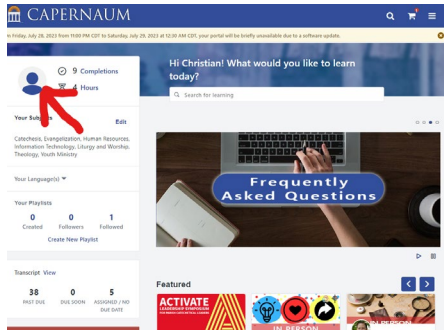 CAPERNAUM
m Friday, July 28, 2023 from 11:00 PM CDT to Saturday, July 29, 2023 at 12:30 AM CDT, your portal will be briefly unavailable due to a software update.
9 Completions
4 Hours
Hi Christian! What would you like to learn
today?
Search for learning
Your Subjects
Edit
Catechesis, Evangelization, Human Resources,
Information Technology, Liturgy and Worship,
Theology, Youth Ministry
Your Language(s)
Frequently
Asked Questions
Your Playlists
0
0
1
Created
Followers
Followed
Create New Playlist
Transcript View
38
0
5
PAST DUE
DUE SOON
ASSIGNED / NO
DUE DATE
Featured
ACTIVATE
LEADERSHIP SYMPOSIUM
IN PERSON
IN PERSON